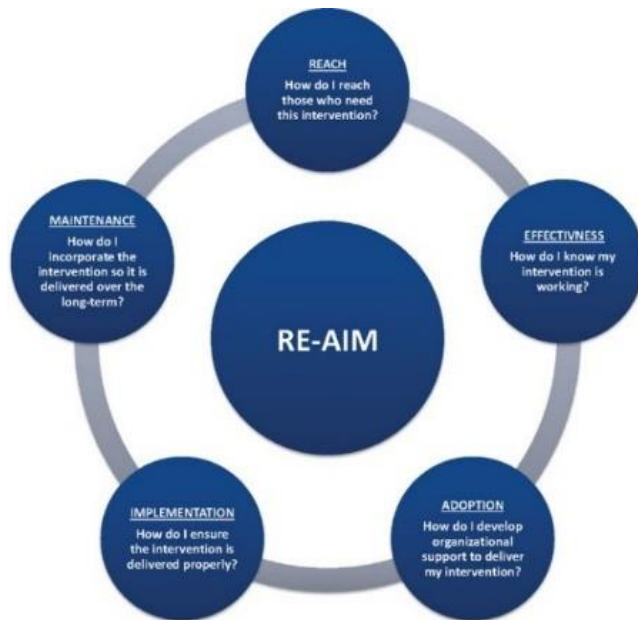 REACH
How do I reach
those who need
this intervention?
EFFECTIVNESS
How do I know my
intervention is
working?
ADOPTION
How do I develop
organizational
support to deliver
my intervention?
IMPLEMENTATION
How do I ensure
the intervention is
delivered properly?
MAINTENANCE
How do I
incorporate the
intervention so it is
delivered over the
long-term?
RE-AIM